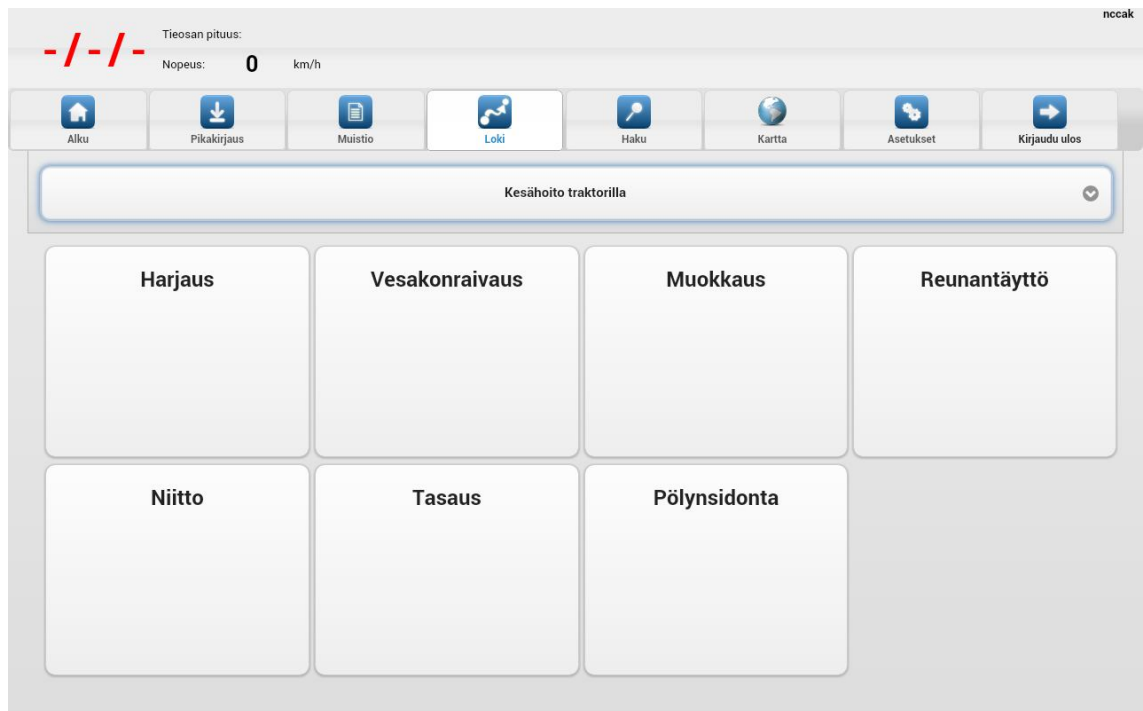 nccak
-/-/-
Tieosan pituus:
Nopeus: 0 km/h
Alku Pikakirjaus Muistio Loki Haku Kartta Asetukset Kirjaudu ulos
Kesähoito traktorilla
Harjaus Vesakonraivaus Muokkaus Reunantäyttö
Niitto Tasaus Pölynsidonta